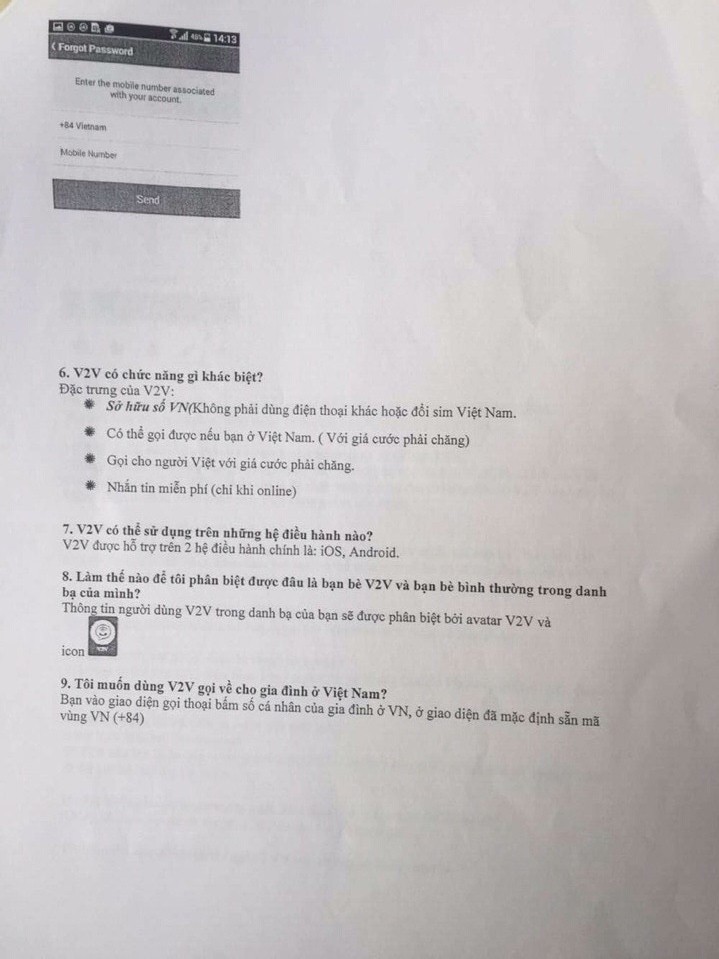 14:13
Forgot Password
Enter the mobile number associated
with your account.
+84 Vietnam
Mobile Number
Send
6. V2V có chức năng gì khác biệt?
Đặc trưng của V2V:
Sở hữu số VN(Không phải dùng điện thoại khác hoặc đổi sim Việt Nam.
Có thể gọi được nếu bạn ở Việt Nam. ( Với giá cước phải chăng)
Gọi cho người Việt với giá cước phải chăng.
Nhắn tin miễn phí (chỉ khi online)
7. V2V có thể sử dụng trên những hệ điều hành nào?
V2V được hỗ trợ trên 2 hệ điều hành chính là: iOS, Android.
8. Làm thế nào để tôi phân biệt được đâu là bạn bè V2V và bạn bè bình thường trong danh
bạ của mình?
Thông tin người dùng V2V trong danh bạ của bạn sẽ được phân biệt bởi avatar V2V và
icon
9. Tôi muốn dùng V2V gọi về cho gia đình ở Việt Nam?
Bạn vào giao diện gọi thoại bấm số cá nhân của gia đình ở VN, ở giao diện đã mặc định sẵn mã
vùng VN (+84)